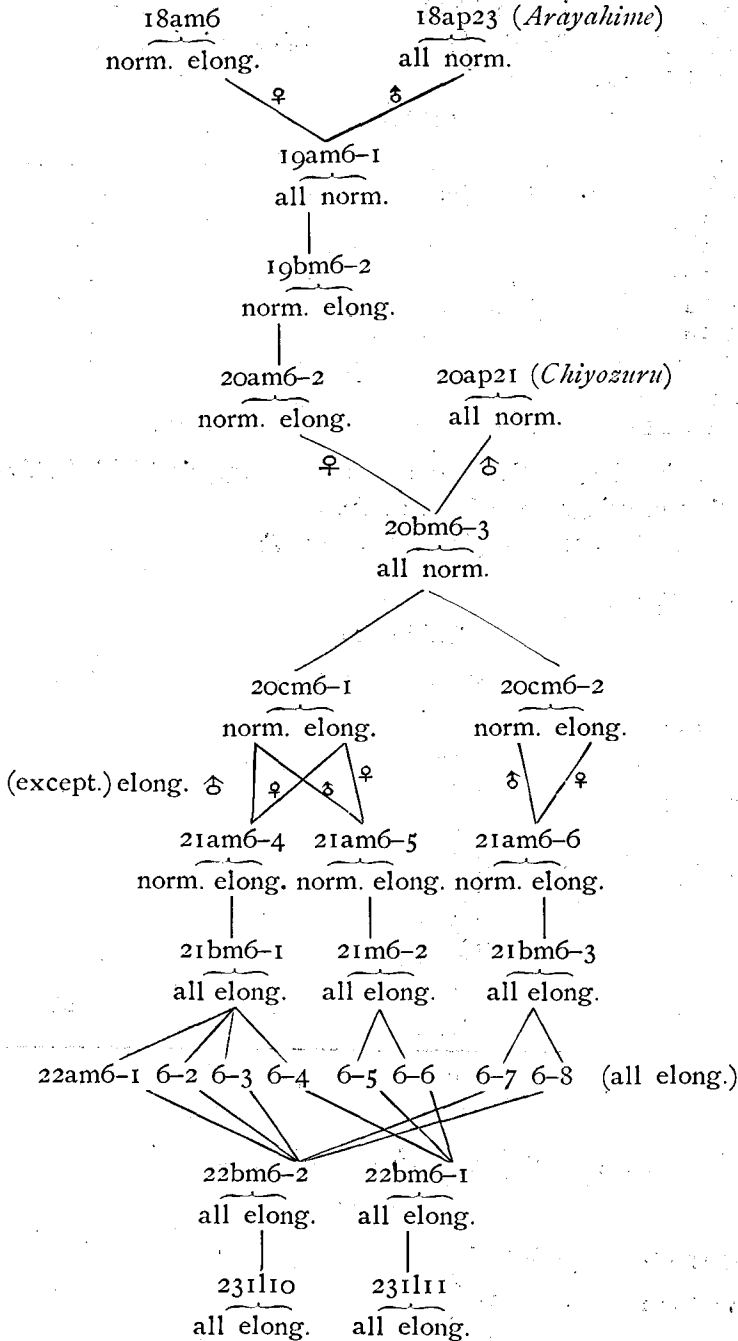 18am6 18ap23 (Arayahime)
norm. elong. all norm.
♀ ♂
19am6-1
all norm.
19bm6-2
norm. elong.
20am6-2 20ap21 (Chiyozuru)
norm. elong. all norm.
♀ ♂
20bm6-3
all norm.
20cm6-1 20cm6-2
norm. elong. norm. elong.
(except.) elong. ♂ ♀ ♂ ♀ ♂ ♀
21am6-4 21am6-5 21am6-6
norm. elong. norm. elong. norm. elong.
21bm6-1 21m6-2 21bm6-3
all elong. all elong. all elong.
22am6-1 6-2 6-3 6-4 6-5 6-6 6-7 6-8 (all elong.)
22bm6-2 22bm6-1
all elong. all elong.
231l10 231l11
all elong. all elong.